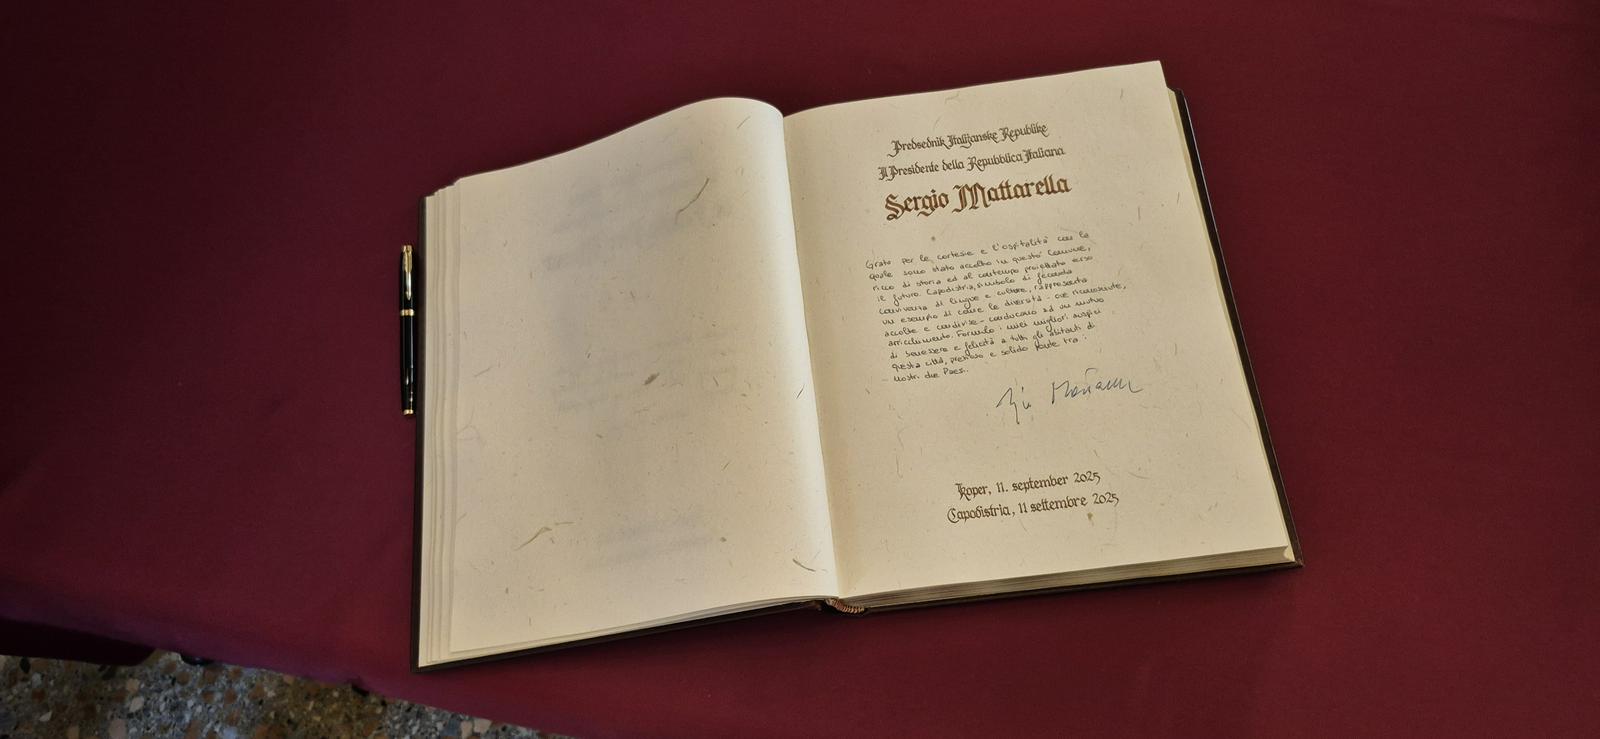 Predsednik Italijanske Republike
Il Presidente della Repubblica Italiana
Sergio Mattarella
Grato per la cortesia e l'ospitalità con la
quale sono stato accolto in questo Comune,
ricco di storia ed al contempo proiettato verso
il futuro. Capodistria, simbolo di feconda
convivenza di lingue e culture, rappresenta
un esempio di come le diversità - ove riconosciute,
accolte e condivise - conducano ad un mutuo
arricchimento. Formulo i miei migliori auspici
di benessere e felicità a tutti gli abitanti di
questa città, prezioso e solido ponte tra i
nostri due Paesi.
Koper, 11. september 2025
Capodistria, 11 settembre 2025